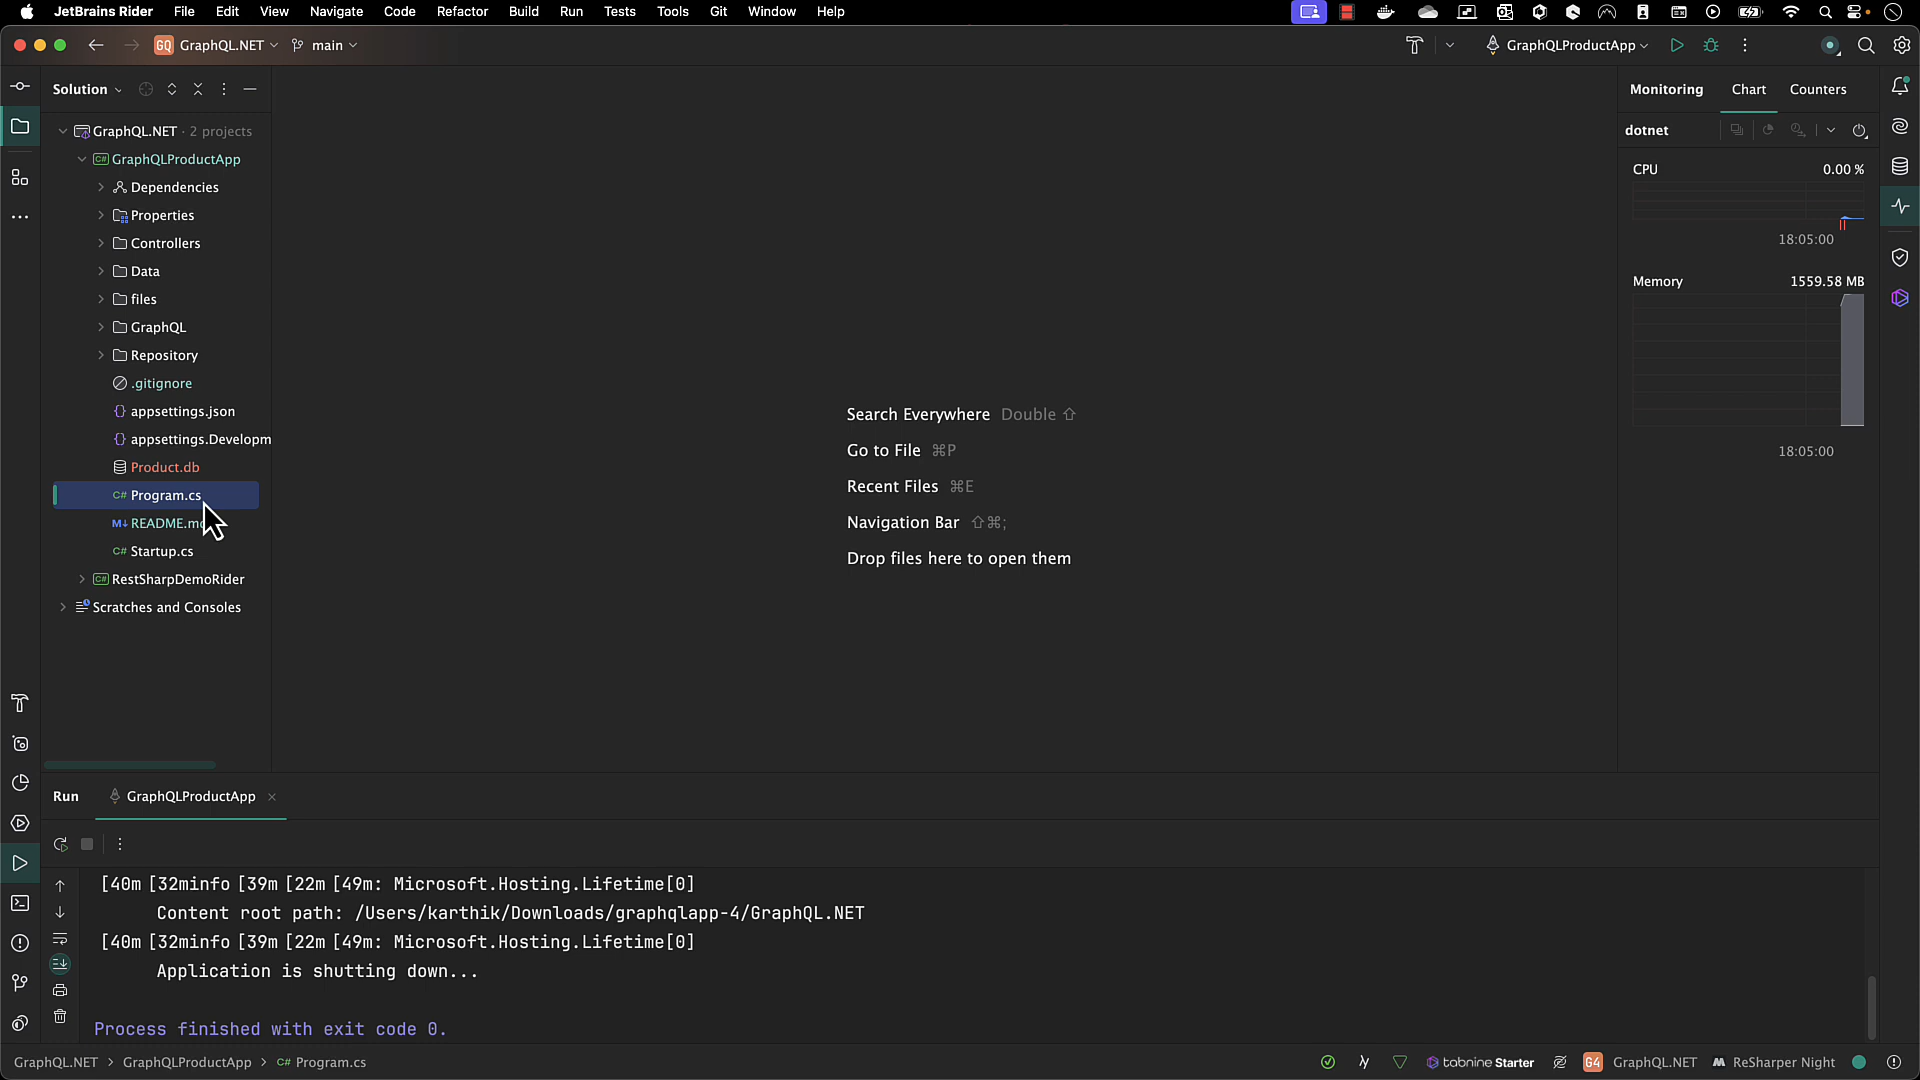 JetBrains Rider File Edit View Navigate Code Refactor Build Run Tests Tools Git Window Help
GQ GraphQL.NET main GraphQLProductApp
Solution
GraphQL.NET · 2 projects
C# GraphQLProductApp
Dependencies
Properties
Controllers
Data
files
GraphQL
Repository
.gitignore
{} appsettings.json
{} appsettings.Developm
Product.db
C# Program.cs
M↓ README.m
C# Startup.cs
C# RestSharpDemoRider
Scratches and Consoles
Search Everywhere Double ⇧
Go to File ⌘P
Recent Files ⌘E
Navigation Bar ⇧⌘;
Drop files here to open them
Monitoring Chart Counters
dotnet
CPU 0.00 %
18:05:00
Memory 1559.58 MB
18:05:00
Run GraphQLProductApp
[40m [32minfo [39m [22m [49m: Microsoft.Hosting.Lifetime[0]
Content root path: /Users/karthik/Downloads/graphqlapp-4/GraphQL.NET
[40m [32minfo [39m [22m [49m: Microsoft.Hosting.Lifetime[0]
Application is shutting down...
Process finished with exit code 0.
GraphQL.NET > GraphQLProductApp > C# Program.cs
tabnine Starter G4 GraphQL.NET ReSharper Night